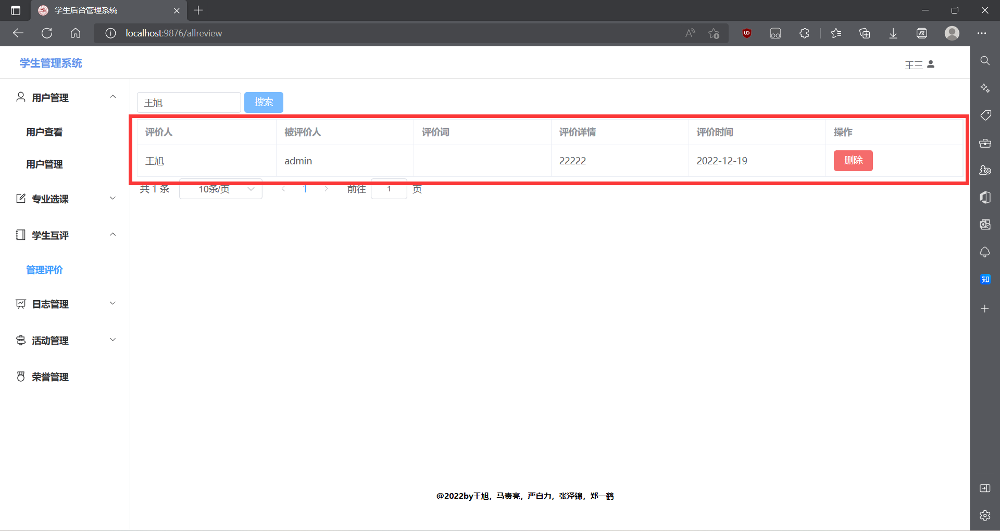 学生后台管理系统
localhost:9876/allreview
学生管理系统
王三
用户管理
用户查看
用户管理
专业选课
学生互评
管理评价
日志管理
活动管理
荣誉管理
王旭 搜索
评价人 被评价人 评价词 评价详情 评价时间 操作
王旭 admin 22222 2022-12-19 删除
共 1 条 10条/页 1 前往 1 页
知
@2022by王旭，马贵亮，严自力，张泽锦，郑一鹤